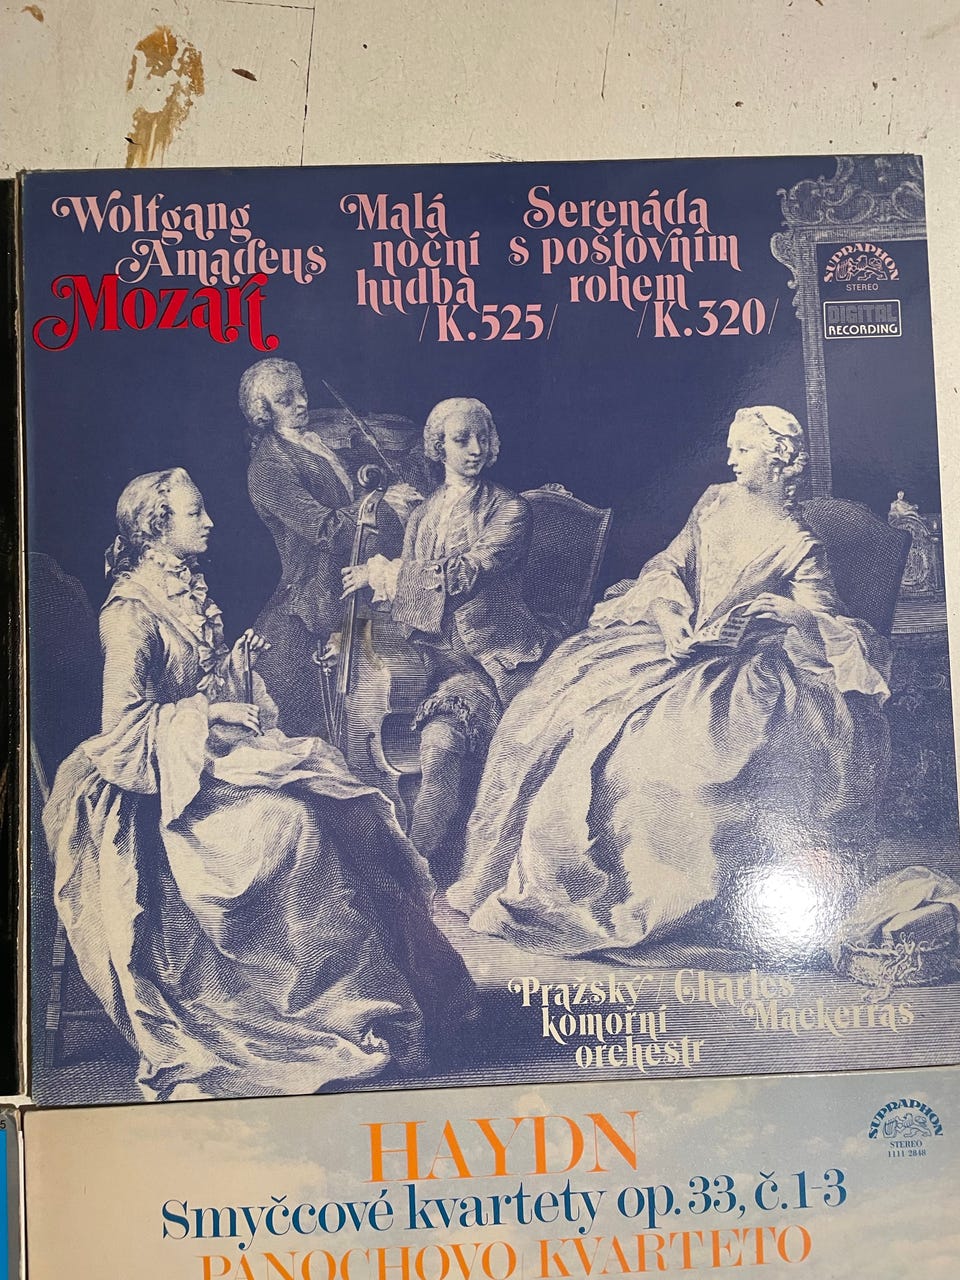 Wolfgang
Amadeus
Mozart
Malá
noční
hudba
/K.525/
Serenáda
s poštovním
rohem
/K.320/
SUPRAPHON
STEREO
DIGITAL
RECORDING
Pražský / Charles
komorní Mackerras
orchestr
HAYDN
SUPRAPHON
STEREO
1111 2848
Smyčcové kvartety op.33, č.1-3
PANOCHOVO KVARTETO
5